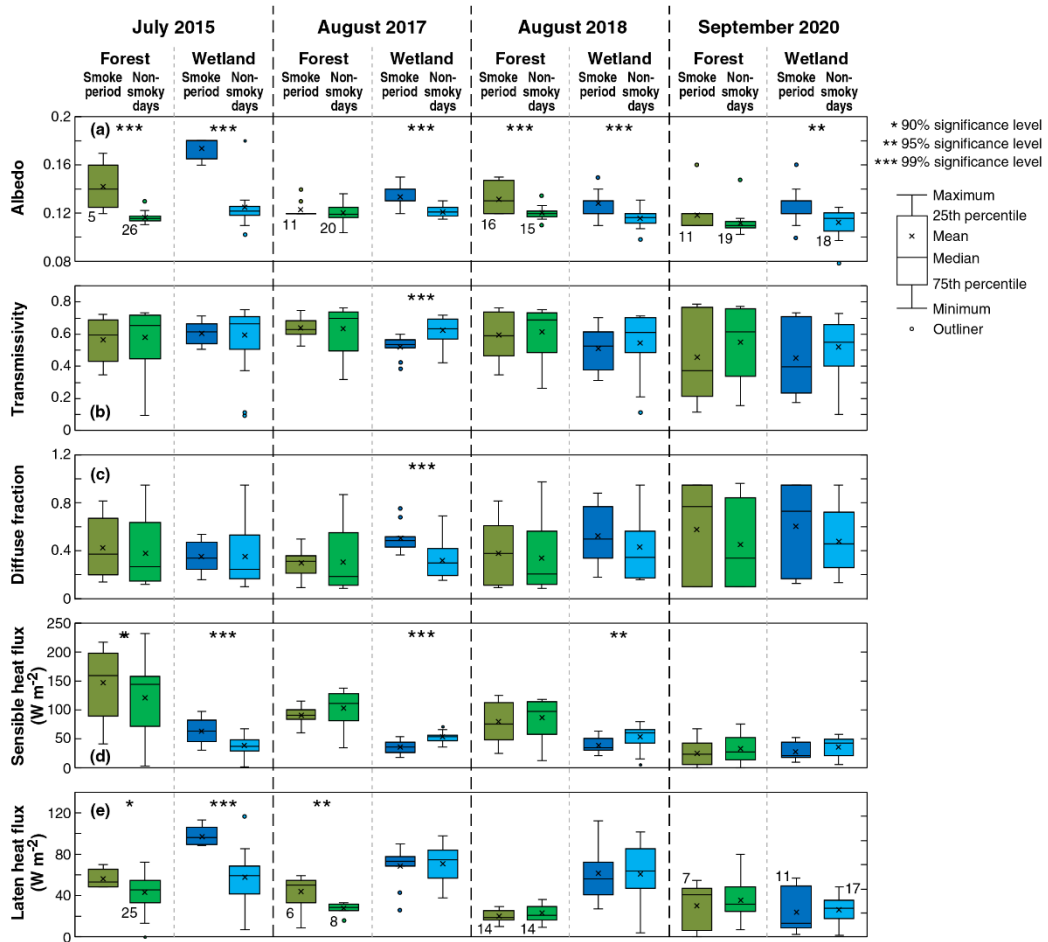 July 2015 August 2017 August 2018 September 2020
Forest Wetland Forest Wetland Forest Wetland Forest Wetland
Smoke period Non-smoky days Smoke period Non-smoky days Smoke period Non-smoky days Smoke period Non-smoky days Smoke period Non-smoky days Smoke period Non-smoky days Smoke period Non-smoky days Smoke period Non-smoky days
* 90% significance level
** 95% significance level
*** 99% significance level
Maximum
25th percentile
Mean
Median
75th percentile
Minimum
Outliner
(a)
Albedo
0.2
0.16
0.12
0.08
*** *** *** *** *** **
5 26 11 20 16 15 11 19 18
(b)
Transmissivity
0.8
0.6
0.4
0.2
0
***
(c)
Diffuse fraction
1.2
0.8
0.4
0
***
(d)
Sensible heat flux
(W m-2)
250
200
150
100
50
0
* *** *** **
(e)
Laten heat flux
(W m-2)
120
80
40
0
* *** **
25 6 8 14 14 7 11 17